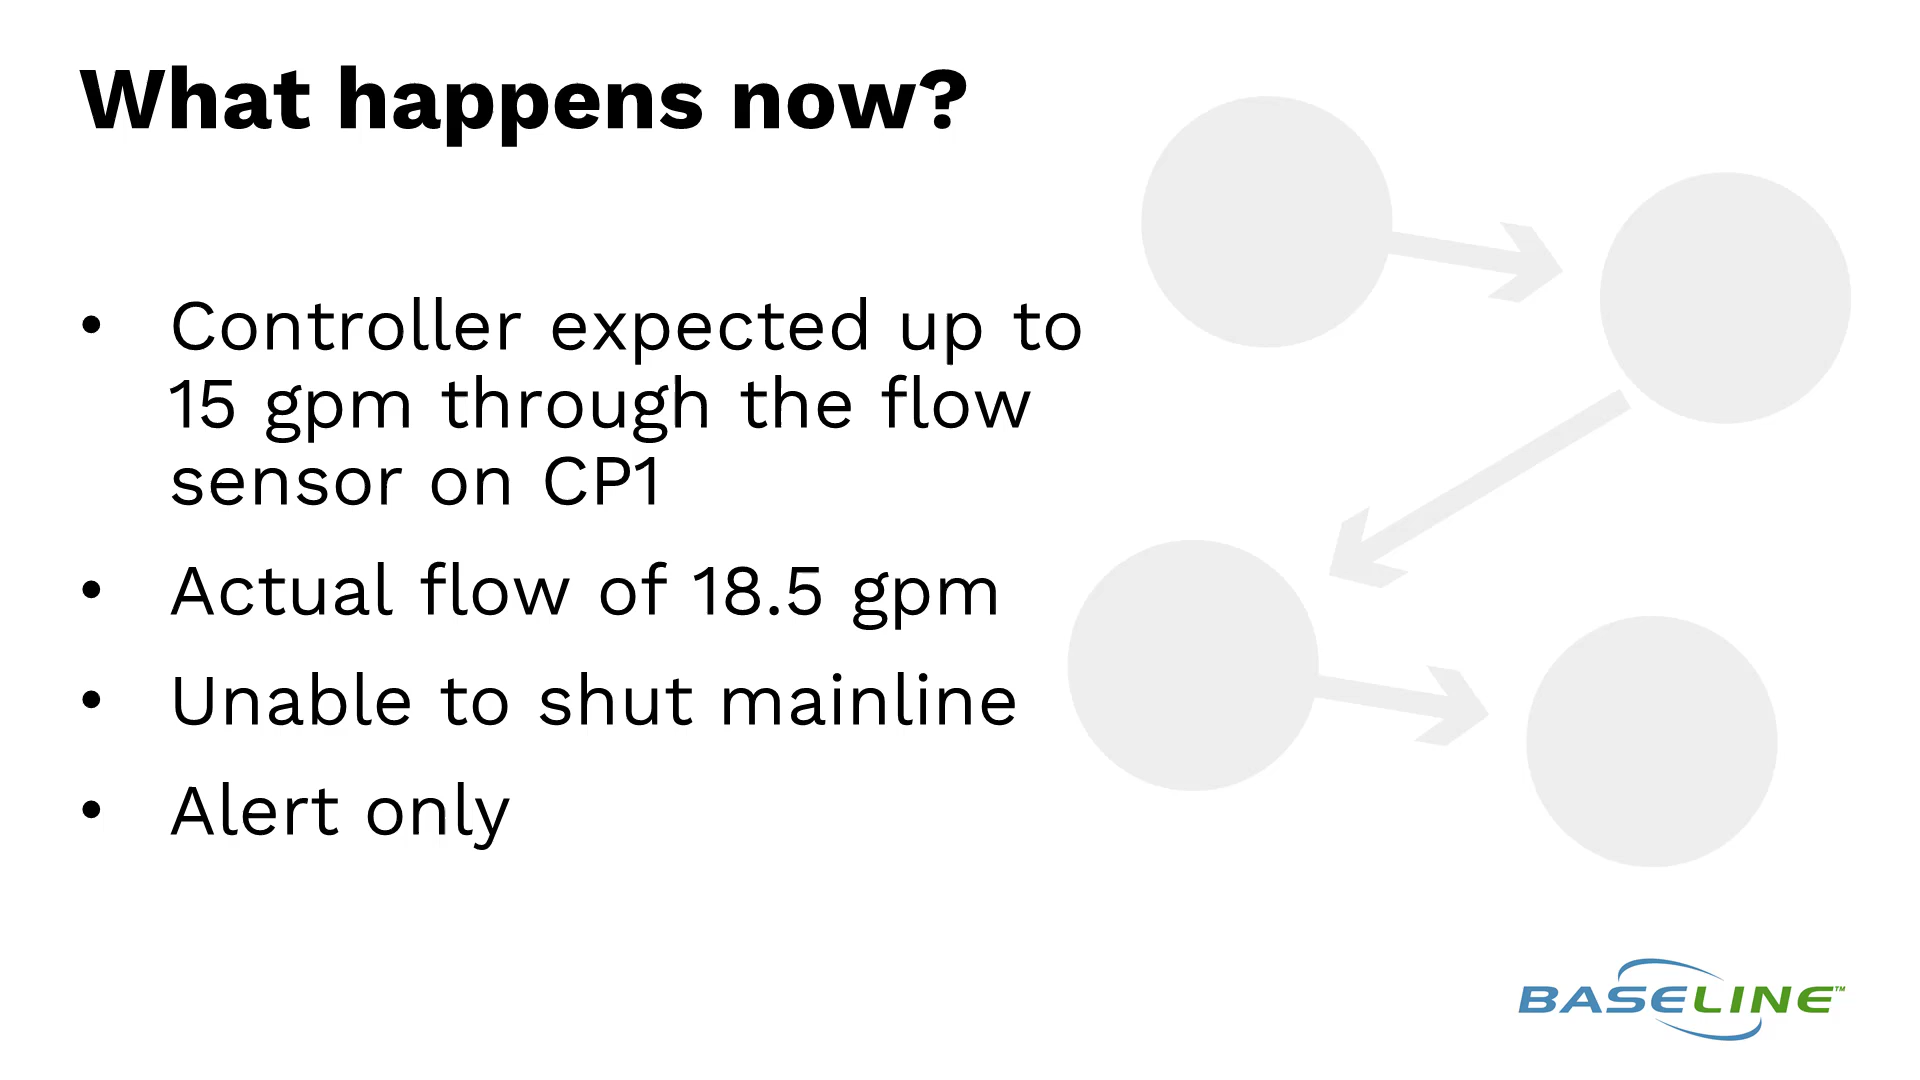 What happens now?
• Controller expected up to
15 gpm through the flow
sensor on CP1
• Actual flow of 18.5 gpm
• Unable to shut mainline
• Alert only
BASELINE™